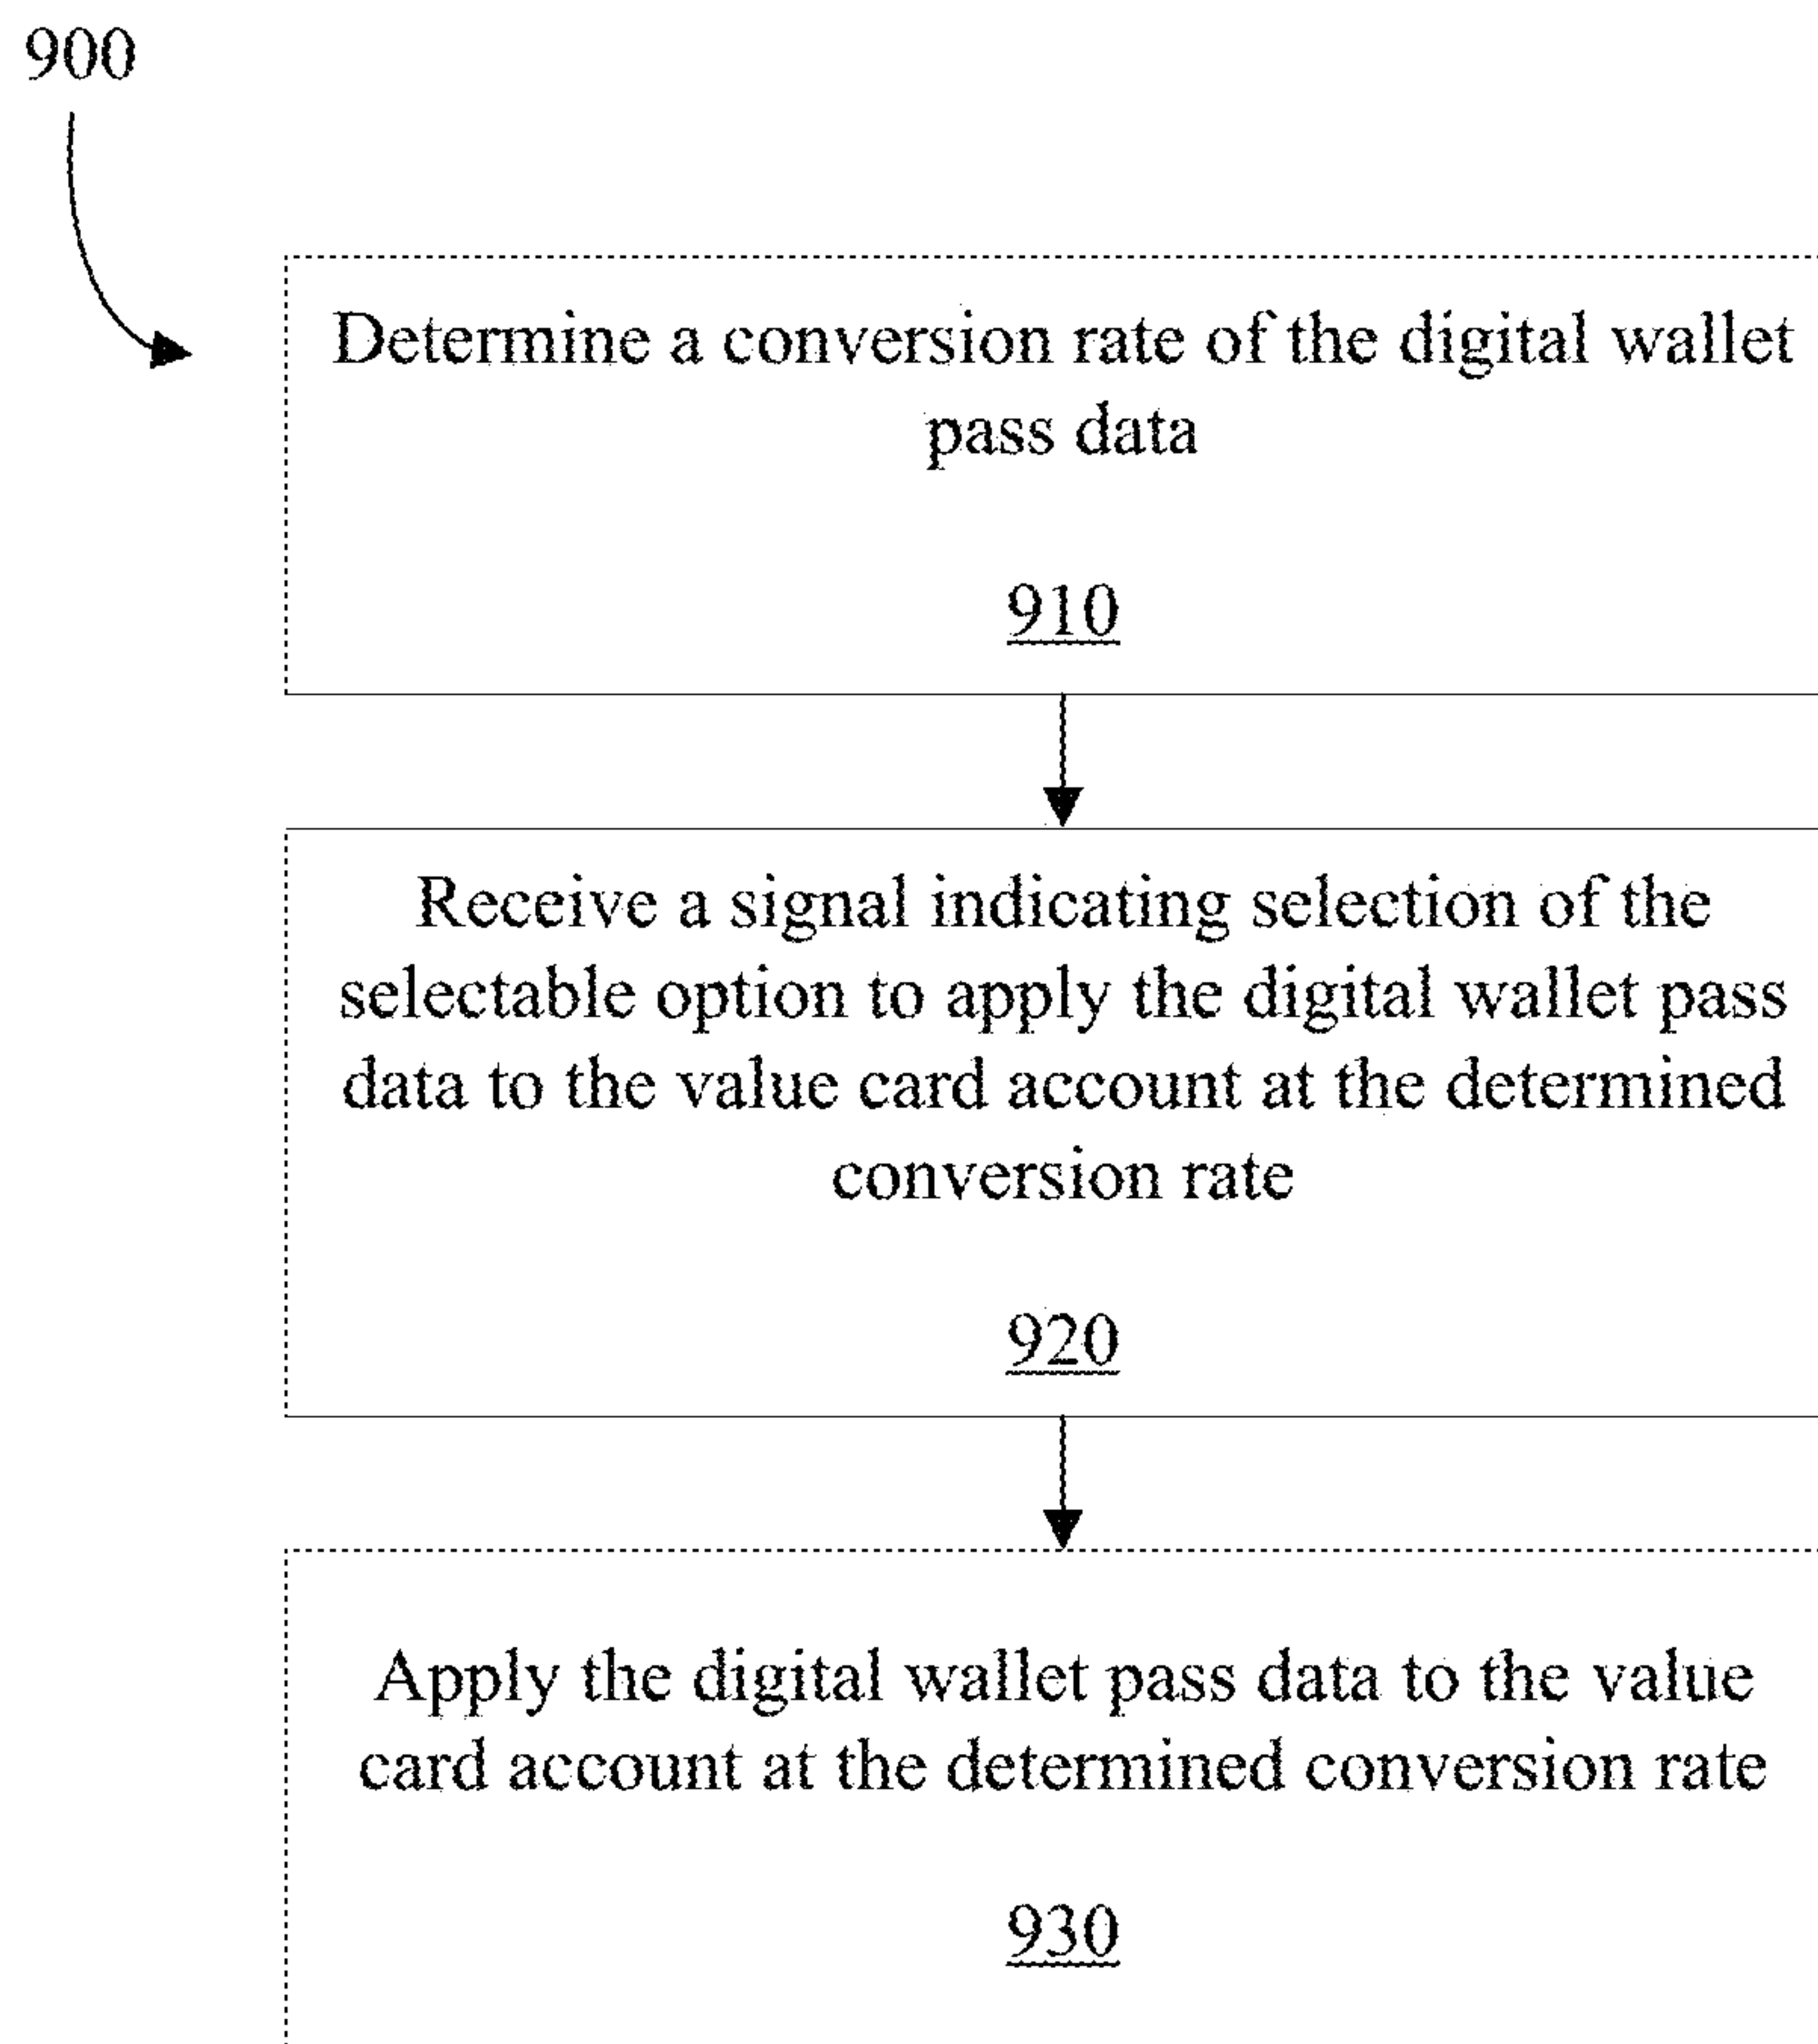 900
Determine a conversion rate of the digital wallet
pass data
910
Receive a signal indicating selection of the
selectable option to apply the digital wallet pass
data to the value card account at the determined
conversion rate
920
Apply the digital wallet pass data to the value
card account at the determined conversion rate
930